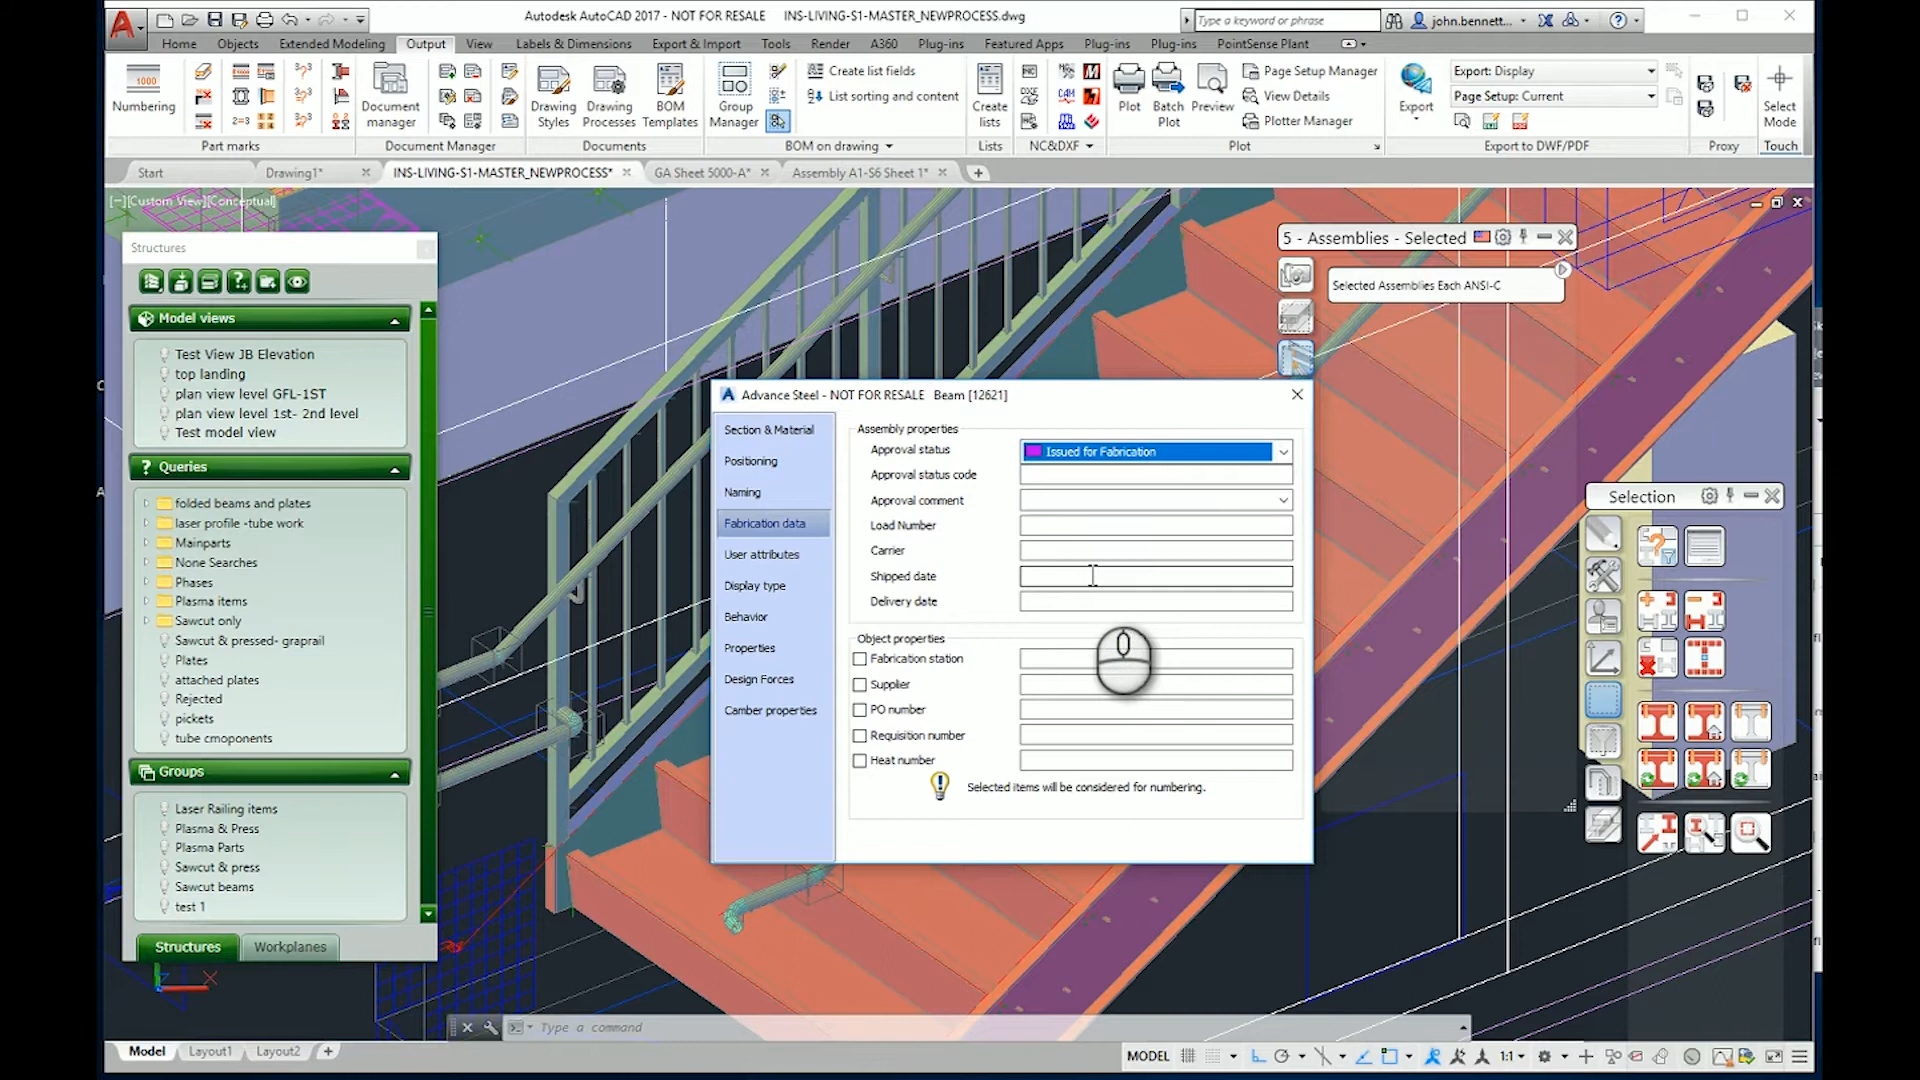 Autodesk AutoCAD 2017 - NOT FOR RESALE INS-LIVING-S1-MASTER_NEWPROCESS.dwg
Type a keyword or phrase
john.bennett...
Home Objects Extended Modeling Output View Labels & Dimensions Export & Import Tools Render A360 Plug-ins Featured Apps Plug-ins Plug-ins PointSense Plant
Numbering
Document manager
Drawing Styles
Drawing Processes
BOM Templates
Group Manager
Create list fields
List sorting and content
Create lists
Plot
Batch Plot
Preview
Page Setup Manager
View Details
Plotter Manager
Export
Export: Display
Page Setup: Current
Select Mode
Part marks Document Manager Documents BOM on drawing Lists NC&DXF Plot Export to DWF/PDF Proxy Touch
Start Drawing1* INS-LIVING-S1-MASTER_NEWPROCESS* GA Sheet 5000-A* Assembly A1-S6 Sheet 1*
[−][Custom View][Conceptual]
Structures
Model views
Test View JB Elevation
top landing
plan view level GFL-1ST
plan view level 1st- 2nd level
Test model view
Queries
folded beams and plates
laser profile -tube work
Mainparts
None Searches
Phases
Plasma items
Sawcut only
Sawcut & pressed- graprail
Plates
attached plates
Rejected
pickets
tube cmoponents
Groups
Laser Railing items
Plasma & Press
Plasma Parts
Sawcut & press
Sawcut beams
test 1
Structures Workplanes
5 - Assemblies - Selected
Selected Assemblies Each ANSI-C
Advance Steel - NOT FOR RESALE Beam [12621]
Section & Material
Positioning
Naming
Fabrication data
User attributes
Display type
Behavior
Properties
Design Forces
Camber properties
Assembly properties
Approval status Issued for Fabrication
Approval status code
Approval comment
Load Number
Carrier
Shipped date
Delivery date
Object properties
Fabrication station
Supplier
PO number
Requisition number
Heat number
Selected items will be considered for numbering.
Selection
Type a command
Model Layout1 Layout2
MODEL
1:1